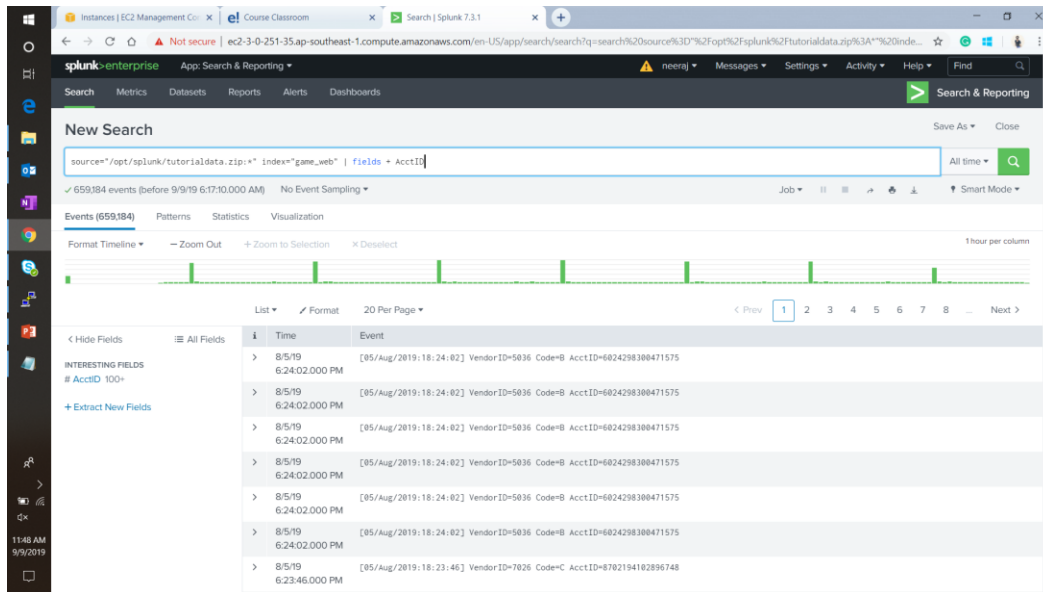 Instances | EC2 Management Con
Course Classroom
Search | Splunk 7.3.1
Not secure | ec2-3-0-251-35.ap-southeast-1.compute.amazonaws.com/en-US/app/search/search?q=search%20source%3D"%2Fopt%2Fsplunk%2Ftutorialdata.zip%3A*"%20inde...
splunk>enterprise App: Search & Reporting
neeraj Messages Settings Activity Help Find
Search Metrics Datasets Reports Alerts Dashboards
Search & Reporting
New Search
Save As Close
source="/opt/splunk/tutorialdata.zip:*" index="game_web" | fields + AcctID
All time
659,184 events (before 9/9/19 6:17:10.000 AM) No Event Sampling
Job Smart Mode
Events (659,184) Patterns Statistics Visualization
Format Timeline — Zoom Out + Zoom to Selection × Deselect
1 hour per column
List Format 20 Per Page
< Prev 1 2 3 4 5 6 7 8 ... Next >
< Hide Fields All Fields
i Time Event
INTERESTING FIELDS
# AcctID 100+
+ Extract New Fields
> 8/5/19 [05/Aug/2019:18:24:02] VendorID=5036 Code=B AcctID=6024298300471575
6:24:02.000 PM
> 8/5/19 [05/Aug/2019:18:24:02] VendorID=5036 Code=B AcctID=6024298300471575
6:24:02.000 PM
> 8/5/19 [05/Aug/2019:18:24:02] VendorID=5036 Code=B AcctID=6024298300471575
6:24:02.000 PM
> 8/5/19 [05/Aug/2019:18:24:02] VendorID=5036 Code=B AcctID=6024298300471575
6:24:02.000 PM
> 8/5/19 [05/Aug/2019:18:24:02] VendorID=5036 Code=B AcctID=6024298300471575
6:24:02.000 PM
> 8/5/19 [05/Aug/2019:18:24:02] VendorID=5036 Code=B AcctID=6024298300471575
6:24:02.000 PM
> 8/5/19 [05/Aug/2019:18:23:46] VendorID=7026 Code=C AcctID=8702194102896748
6:23:46.000 PM
11:48 AM
9/9/2019